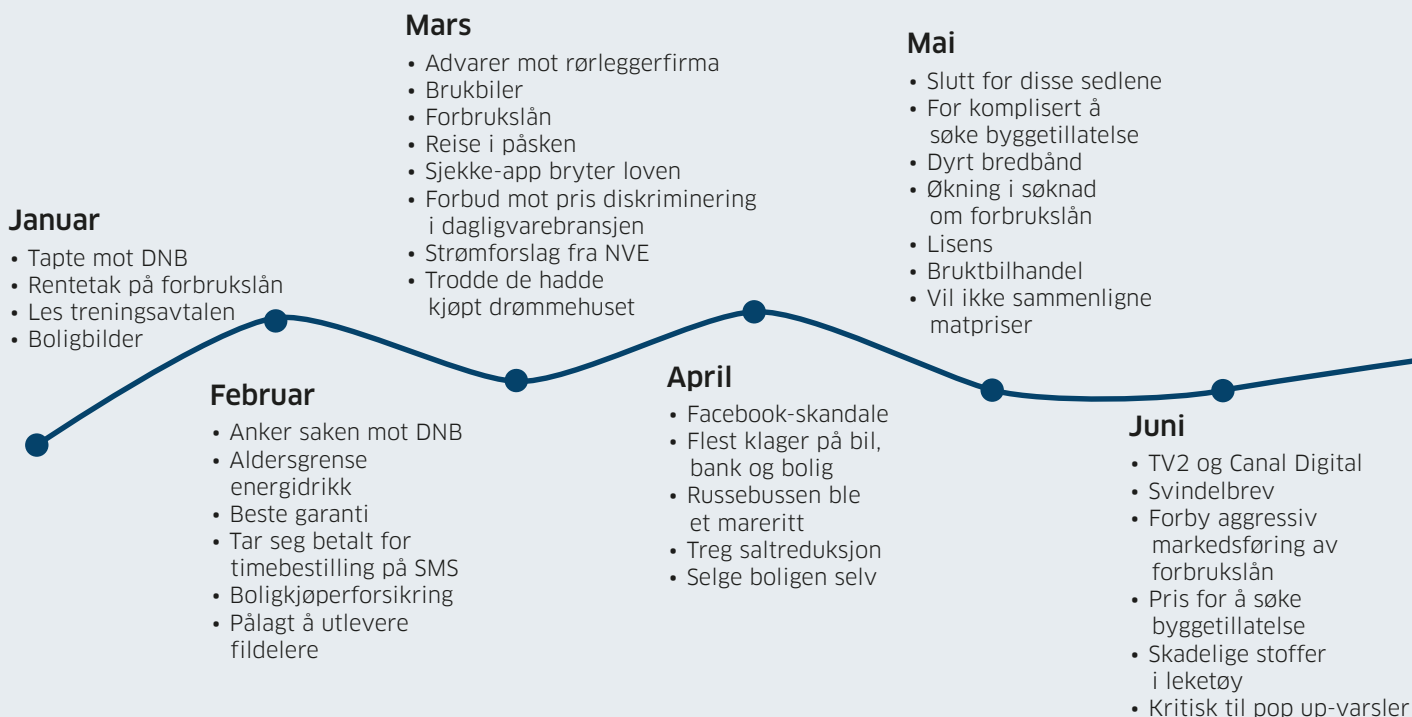 Januar
• Tapte mot DNB
• Rentetak på forbrukslån
• Les treningsavtalen
• Boligbilder
Februar
• Anker saken mot DNB
• Aldersgrense
energidrikk
• Beste garanti
• Tar seg betalt for
timebestilling på SMS
• Boligkjøperforsikring
• Pålagt å utlevere
fildelere
Mars
• Advarer mot rørleggerfirma
• Brukbiler
• Forbrukslån
• Reise i påsken
• Sjekke-app bryter loven
• Forbud mot pris diskriminering
i dagligvarebransjen
• Strømforslag fra NVE
• Trodde de hadde
kjøpt drømmehuset
April
• Facebook-skandale
• Flest klager på bil,
bank og bolig
• Russebussen ble
et mareritt
• Treg saltreduksjon
• Selge boligen selv
Mai
• Slutt for disse sedlene
• For komplisert å
søke byggetillatelse
• Dyrt bredbånd
• Økning i søknad
om forbrukslån
• Lisens
• Bruktbilhandel
• Vil ikke sammenligne
matpriser
Juni
• TV2 og Canal Digital
• Svindelbrev
• Forby aggressiv
markedsføring av
forbrukslån
• Pris for å søke
byggetillatelse
• Skadelige stoffer
i leketøy
• Kritisk til pop up-varsler